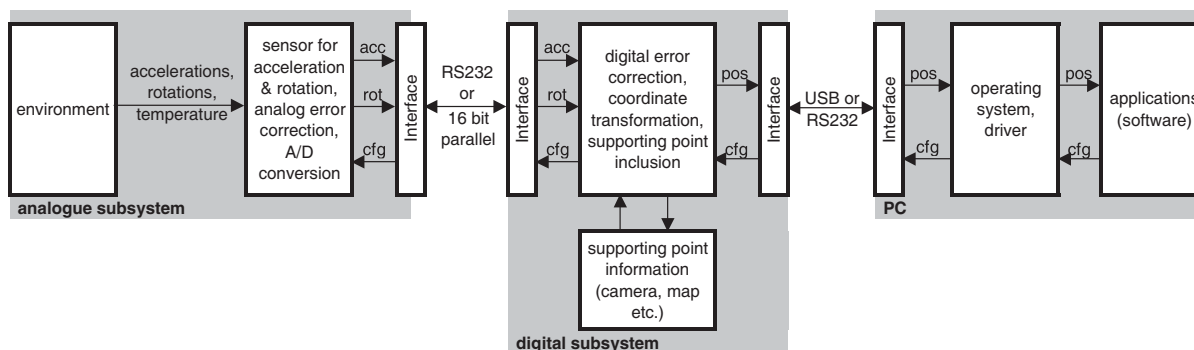 environment
accelerations,
rotations,
temperature
sensor for
acceleration
& rotation,
analog error
correction,
A/D
conversion
acc
rot
cfg
Interface
analogue subsystem
RS232
or
16 bit
parallel
Interface
acc
rot
cfg
digital error
correction,
coordinate
transformation,
supporting point
inclusion
pos
cfg
Interface
supporting point
information
(camera, map
etc.)
digital subsystem
USB or
RS232
Interface
pos
cfg
operating
system,
driver
pos
cfg
applications
(software)
PC